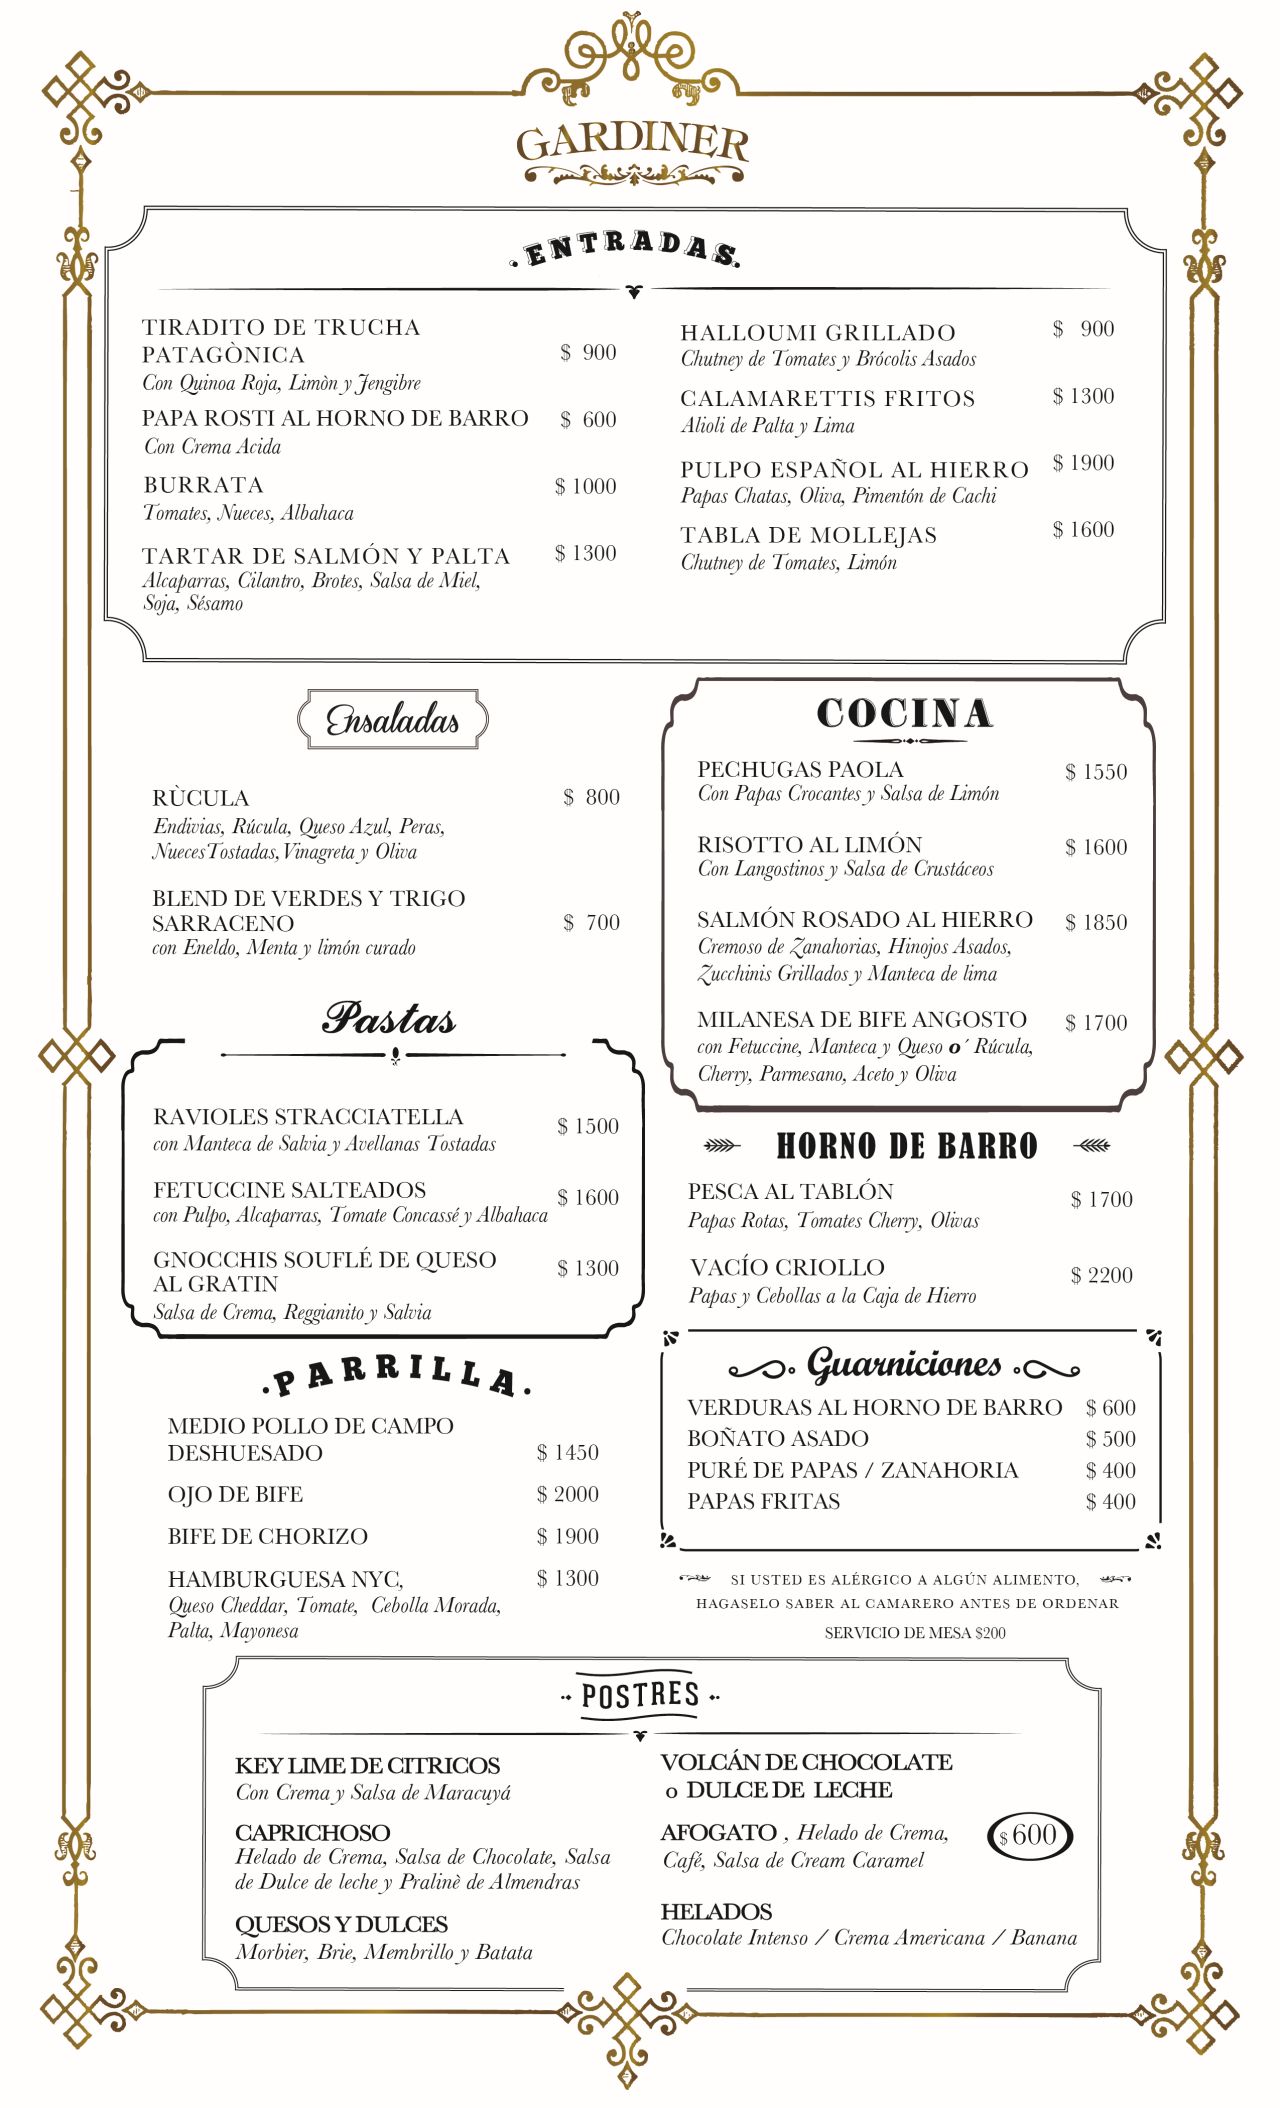 GARDINER
ENTRADAS
TIRADITO DE TRUCHA
PATAGÒNICA $ 900
Con Quinoa Roja, Limòn y Jengibre
PAPA ROSTI AL HORNO DE BARRO $ 600
Con Crema Acida
BURRATA $ 1000
Tomates, Nueces, Albahaca
TARTAR DE SALMÓN Y PALTA $ 1300
Alcaparras, Cilantro, Brotes, Salsa de Miel,
Soja, Sésamo
HALLOUMI GRILLADO $ 900
Chutney de Tomates y Brócolis Asados
CALAMARETTIS FRITOS $ 1300
Alioli de Palta y Lima
PULPO ESPAÑOL AL HIERRO $ 1900
Papas Chatas, Oliva, Pimentón de Cachi
TABLA DE MOLLEJAS $ 1600
Chutney de Tomates, Limón
Ensaladas
RÙCULA $ 800
Endivias, Rúcula, Queso Azul, Peras,
NuecesTostadas, Vinagreta y Oliva
BLEND DE VERDES Y TRIGO
SARRACENO $ 700
con Eneldo, Menta y limón curado
Pastas
RAVIOLES STRACCIATELLA $ 1500
con Manteca de Salvia y Avellanas Tostadas
FETUCCINE SALTEADOS $ 1600
con Pulpo, Alcaparras, Tomate Concassé y Albahaca
GNOCCHIS SOUFLÉ DE QUESO
AL GRATIN $ 1300
Salsa de Crema, Reggianito y Salvia
PARRILLA
MEDIO POLLO DE CAMPO
DESHUESADO $ 1450
OJO DE BIFE $ 2000
BIFE DE CHORIZO $ 1900
HAMBURGUESA NYC, $ 1300
Queso Cheddar, Tomate, Cebolla Morada,
Palta, Mayonesa
COCINA
PECHUGAS PAOLA $ 1550
Con Papas Crocantes y Salsa de Limón
RISOTTO AL LIMÓN $ 1600
Con Langostinos y Salsa de Crustáceos
SALMÓN ROSADO AL HIERRO $ 1850
Cremoso de Zanahorias, Hinojos Asados,
Zucchinis Grillados y Manteca de lima
MILANESA DE BIFE ANGOSTO $ 1700
con Fetuccine, Manteca y Queso o´ Rúcula,
Cherry, Parmesano, Aceto y Oliva
HORNO DE BARRO
PESCA AL TABLÓN $ 1700
Papas Rotas, Tomates Cherry, Olivas
VACÍO CRIOLLO $ 2200
Papas y Cebollas a la Caja de Hierro
Guarniciones
VERDURAS AL HORNO DE BARRO $ 600
BOÑATO ASADO $ 500
PURÉ DE PAPAS / ZANAHORIA $ 400
PAPAS FRITAS $ 400
SI USTED ES ALÉRGICO A ALGÚN ALIMENTO,
HAGASELO SABER AL CAMARERO ANTES DE ORDENAR
SERVICIO DE MESA $200
POSTRES
KEY LIME DE CITRICOS
Con Crema y Salsa de Maracuyá
CAPRICHOSO
Helado de Crema, Salsa de Chocolate, Salsa
de Dulce de leche y Pralinè de Almendras
QUESOS Y DULCES
Morbier, Brie, Membrillo y Batata
VOLCÁN DE CHOCOLATE
o DULCE DE LECHE
AFOGATO , Helado de Crema,
Café, Salsa de Cream Caramel
$ 600
HELADOS
Chocolate Intenso / Crema Americana / Banana